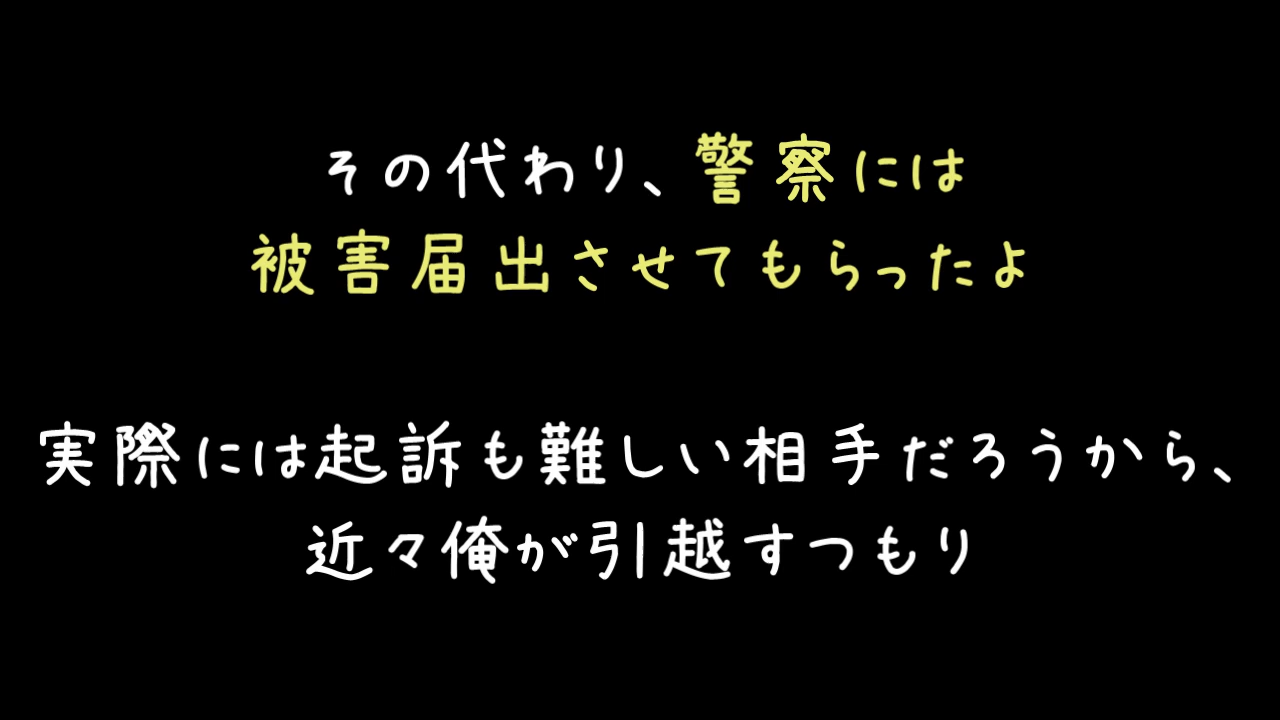 その代わり、警察には
被害届出させてもらったよ
実際には起訴も難しい相手だろうから、
近々俺が引越すつもり